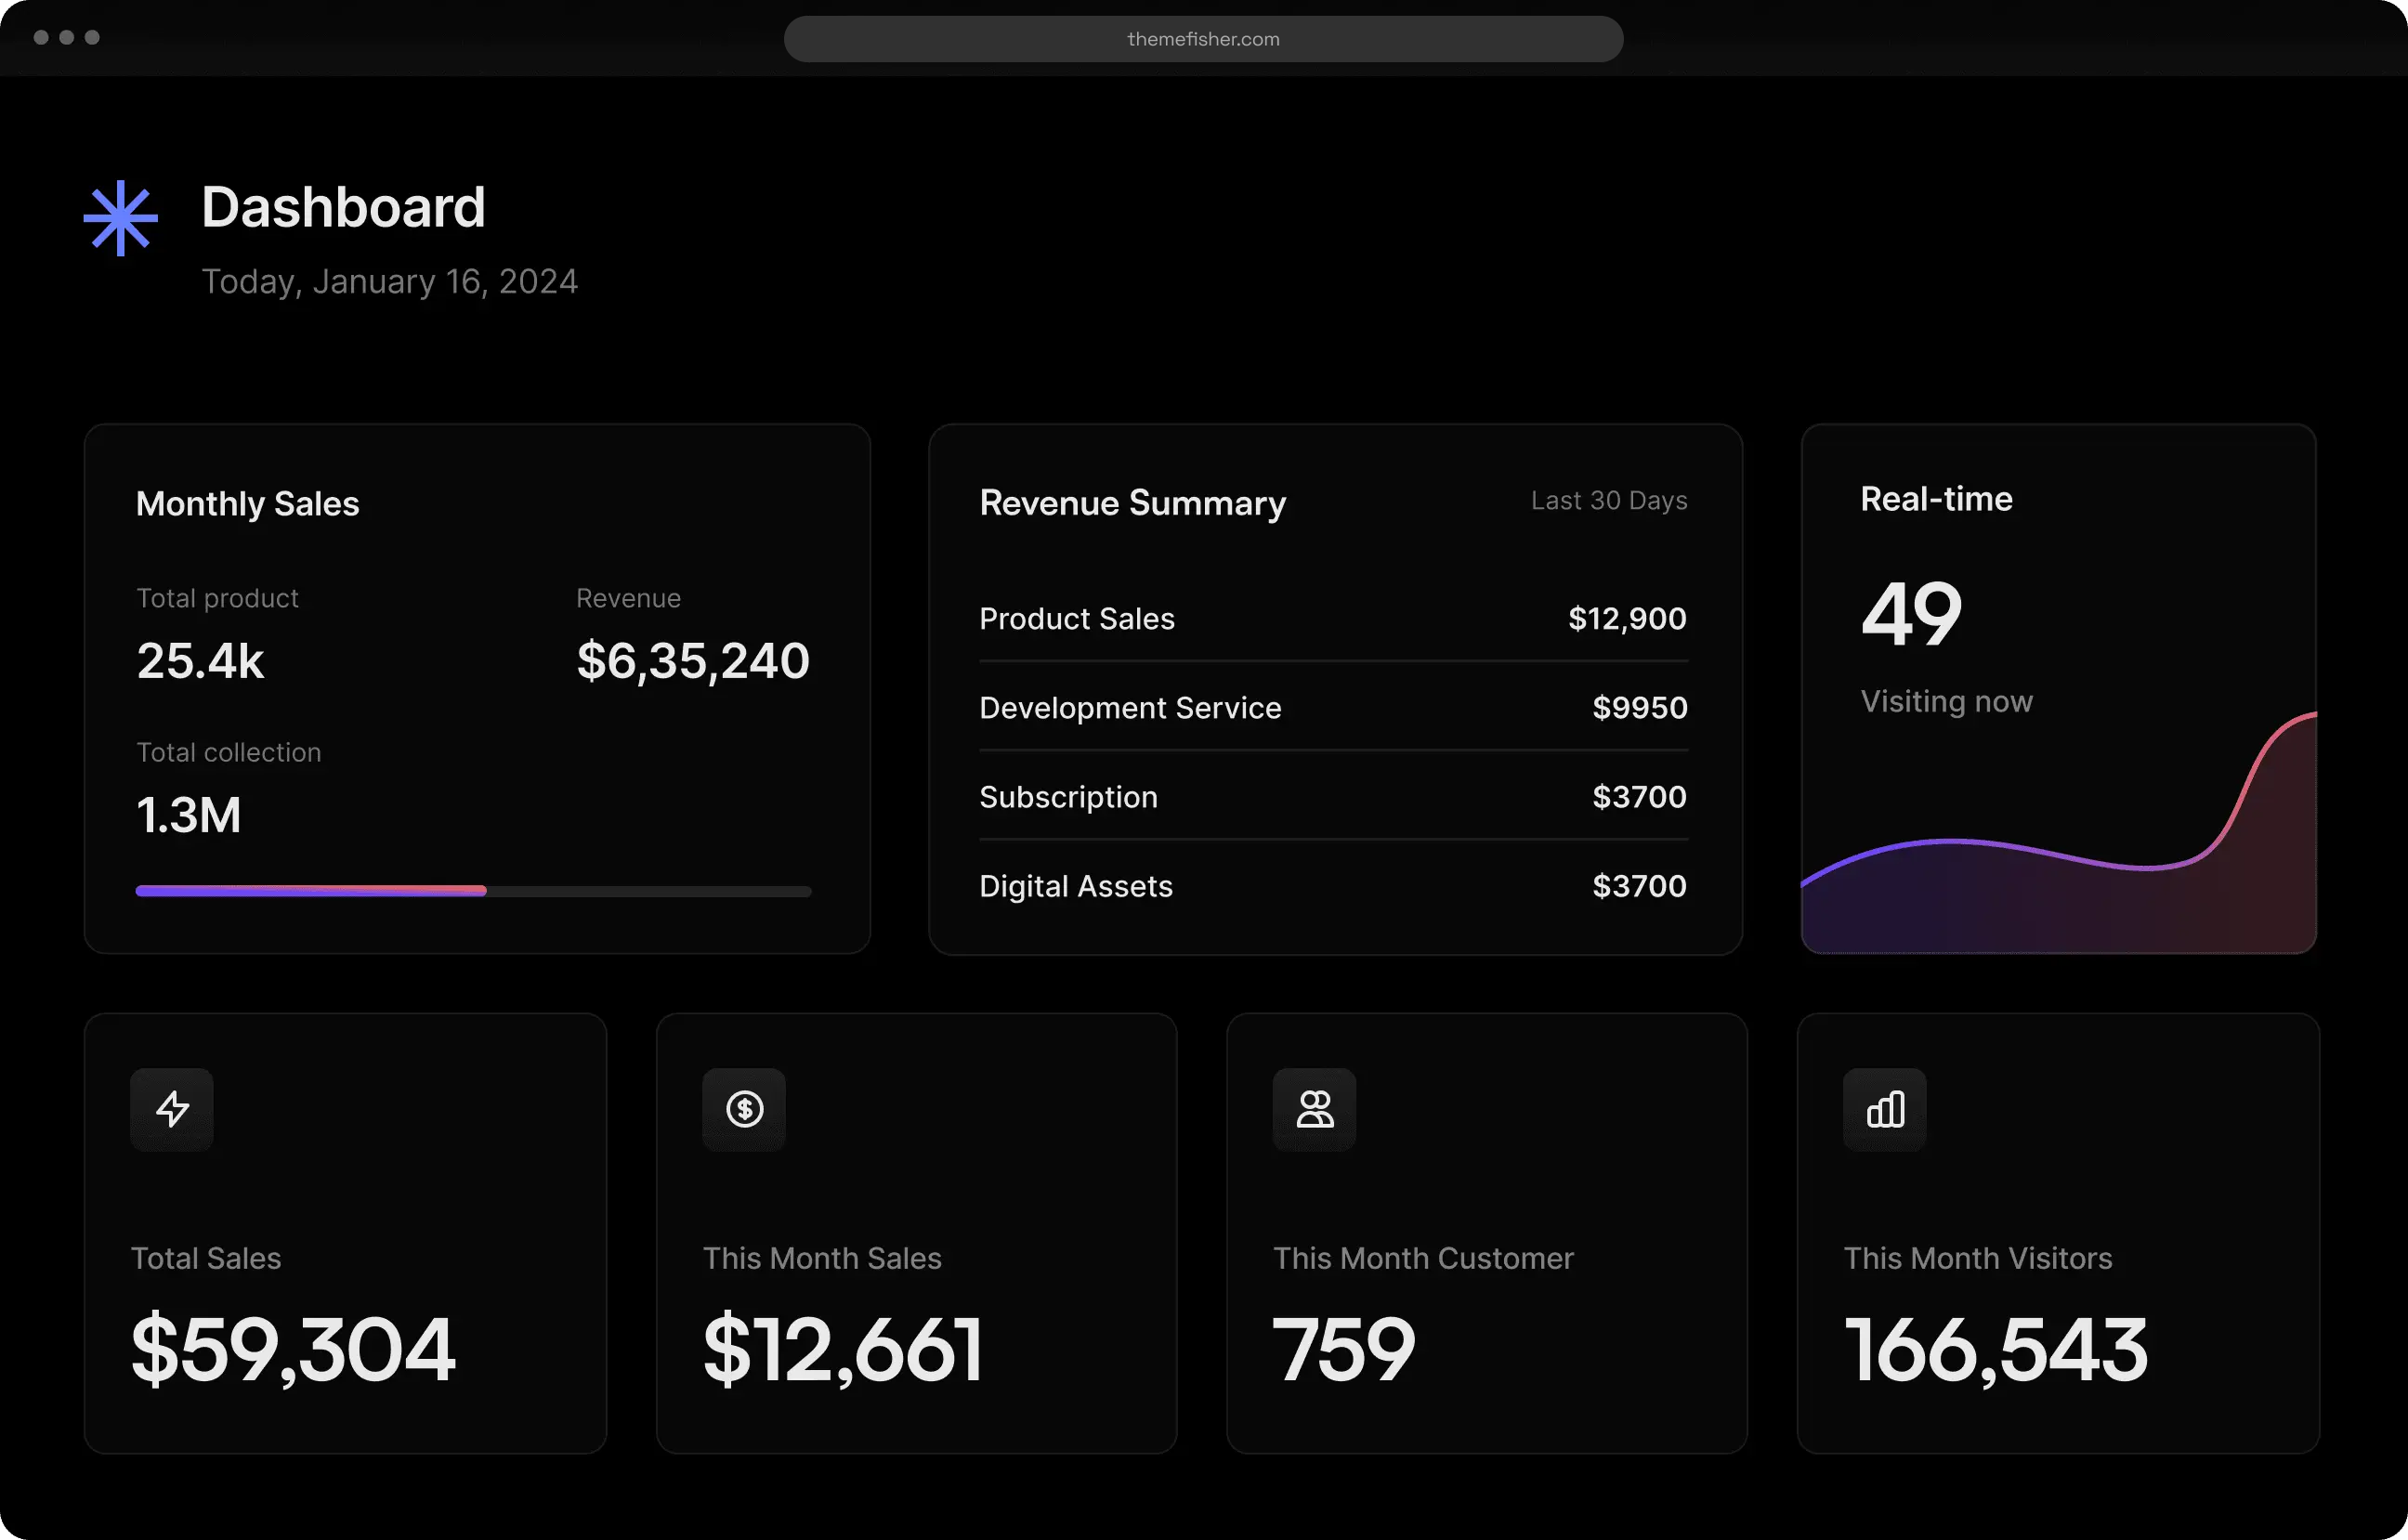 themefisher.com
Dashboard
Today, January 16, 2024
Monthly Sales
Total product
25.4k
Revenue
$6,35,240
Total collection
1.3M
Revenue Summary
Last 30 Days
Product Sales $12,900
Development Service $9950
Subscription $3700
Digital Assets $3700
Real-time
49
Visiting now
Total Sales
$59,304
This Month Sales
$12,661
This Month Customer
759
This Month Visitors
166,543